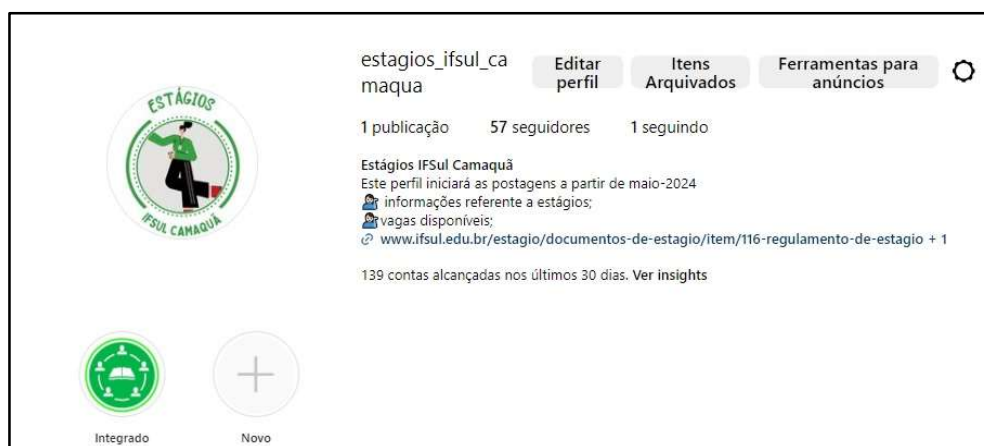 ESTÁGIOS
IFSUL CAMAQUÃ
estagios_ifsul_ca
maqua
Editar
perfil
Itens
Arquivados
Ferramentas para
anúncios
1 publicação 57 seguidores 1 seguindo
Estágios IFSul Camaquã
Este perfil iniciará as postagens a partir de maio-2024
informações referente a estágios;
vagas disponíveis;
www.ifsul.edu.br/estagio/documentos-de-estagio/item/116-regulamento-de-estagio + 1
139 contas alcançadas nos últimos 30 dias. Ver insights
Integrado
Novo